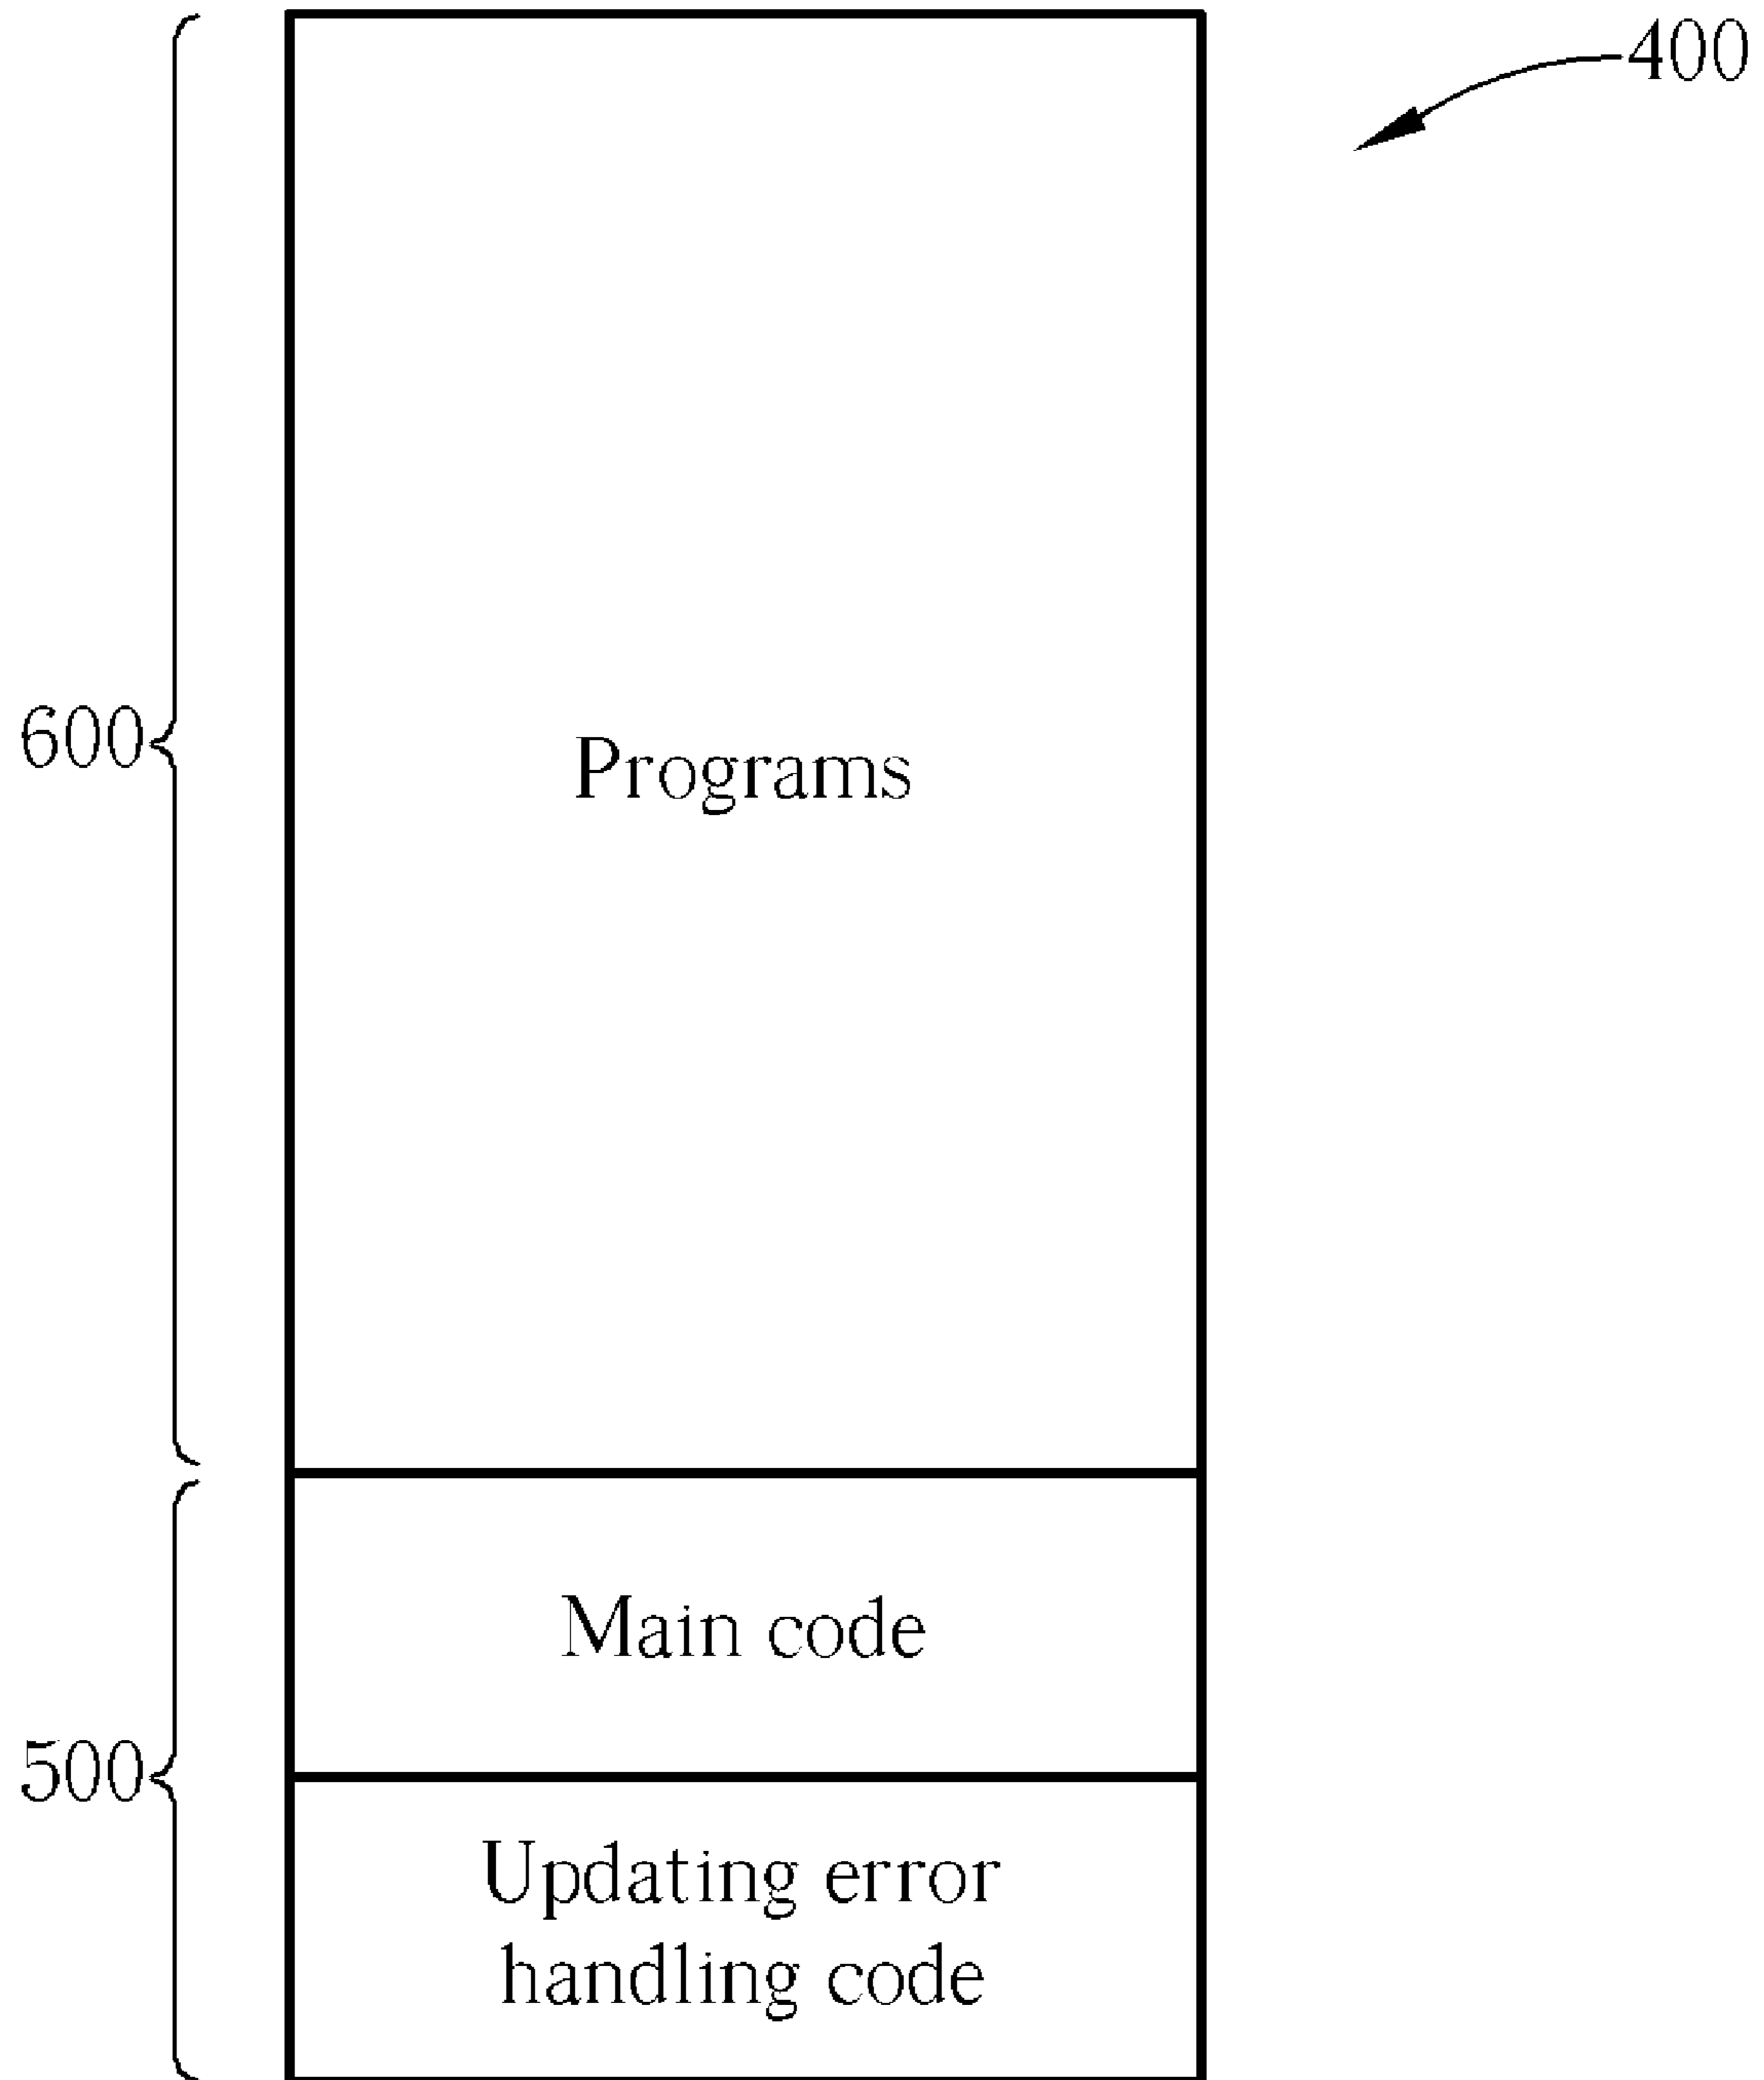 400
600
Programs
Main code
500
Updating error
handling code